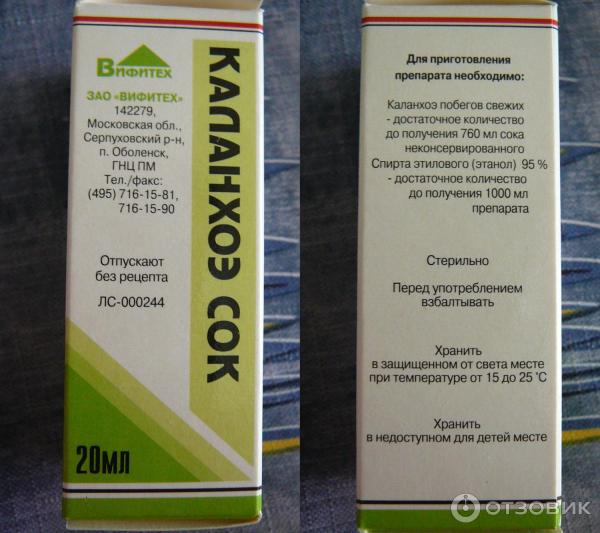 ВИФИТЕХ
ЗАО «ВИФИТЕХ»
142279,
Московская обл.,
Серпуховский р-н,
п. Оболенск,
ГНЦ ПМ
Тел./факс:
(495) 716-15-81,
716-15-90
Отпускают
без рецепта
ЛС-000244
20мл
КАЛАНХОЭ СОК
Для приготовления
препарата необходимо:
Каланхоэ побегов свежих
- достаточное количество
до получения 760 мл сока
неконсервированного
Спирта этилового (этанол) 95 %
- достаточное количество
до получения 1000 мл
препарата
Стерильно
Перед употреблением
взбалтывать
Хранить
в защищенном от света месте
при температуре от 15 до 25 °С
Хранить
в недоступном для детей месте
ОТЗОВИК